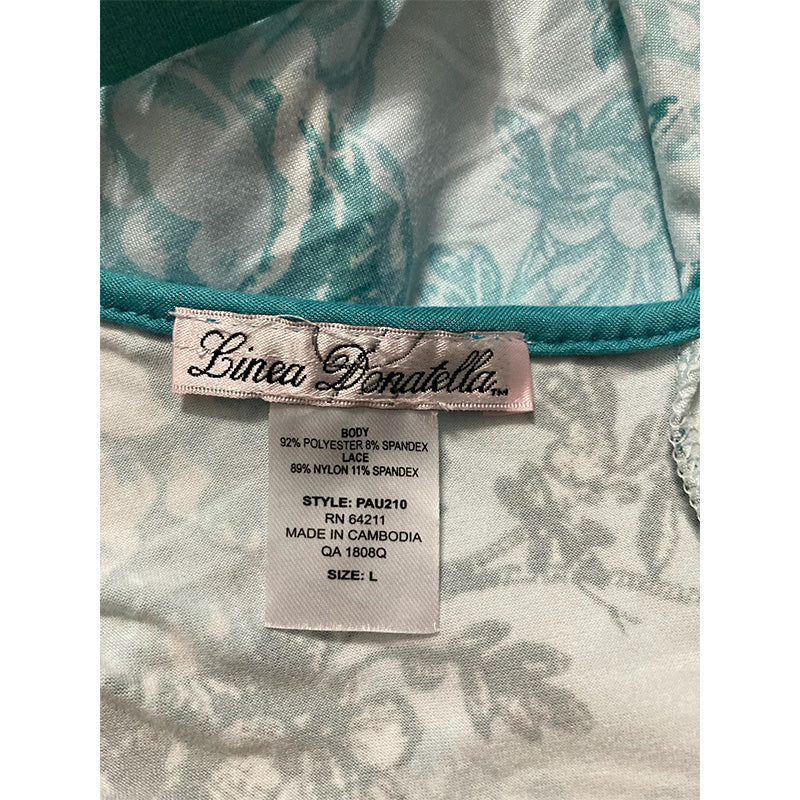 Linea Donatella™
BODY
92% POLYESTER 8% SPANDEX
LACE
89% NYLON 11% SPANDEX
STYLE: PAU210
RN 64211
MADE IN CAMBODIA
QA 1808Q
SIZE: L